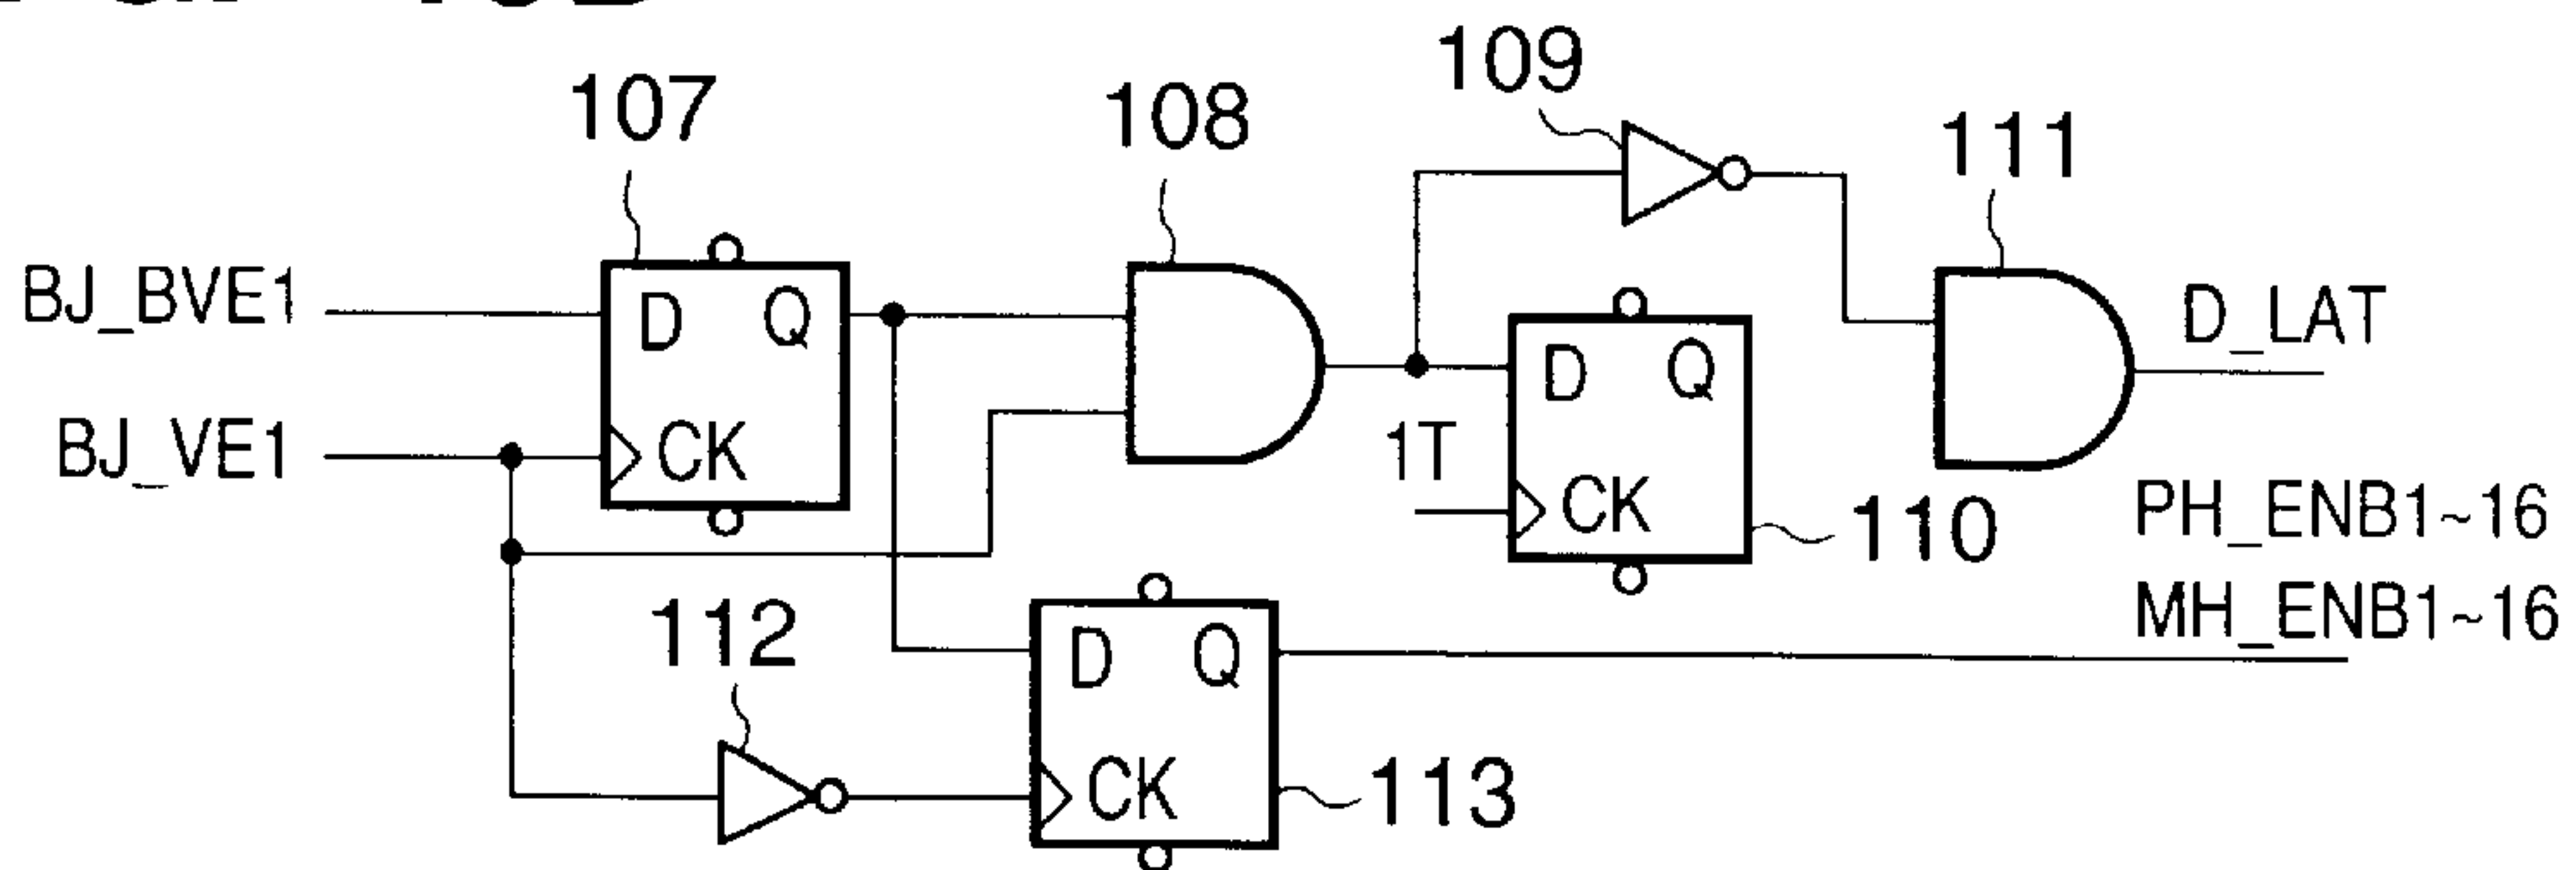 107
108
109
111
BJ_BVE1
D Q
D_LAT
BJ_VE1
CK
1T
D Q
CK
110
PH_ENB1~16
MH_ENB1~16
112
D Q
CK
113